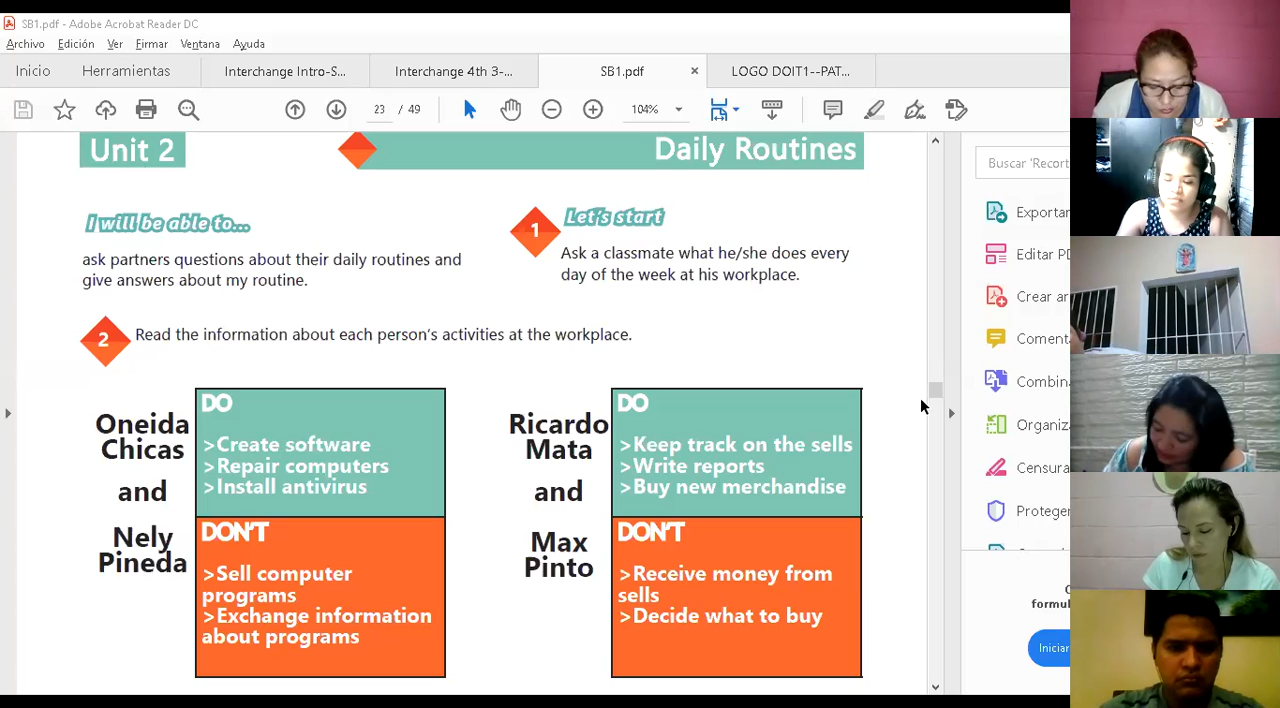 SB1.pdf - Adobe Acrobat Reader DC
Archivo Edición Ver Firmar Ventana Ayuda
Inicio Herramientas Interchange Intro-S... Interchange 4th 3-... SB1.pdf × LOGO DOIT1--PAT...
23 / 49 104%
Unit 2 Daily Routines
I will be able to...
ask partners questions about their daily routines and
give answers about my routine.
1 Let's start
Ask a classmate what he/she does every
day of the week at his workplace.
2 Read the information about each person's activities at the workplace.
Oneida
Chicas
and
Nely
Pineda
DO
>Create software
>Repair computers
>Install antivirus
DON'T
>Sell computer
programs
>Exchange information
about programs
Ricardo
Mata
and
Max
Pinto
DO
>Keep track on the sells
>Write reports
>Buy new merchandise
DON'T
>Receive money from
sells
>Decide what to buy
Buscar 'Recort
Exportar
Editar PD
Crear ar
Coment
Combin
Organiz
Censura
Proteger
formul
Iniciar